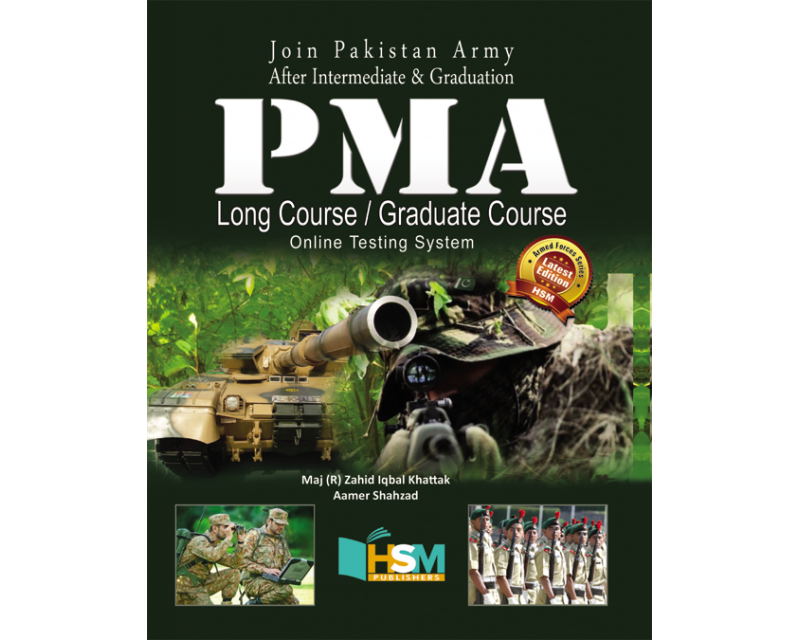 Join Pakistan Army
After Intermediate & Graduation
PMA
Long Course / Graduate Course
Online Testing System
Armed Forces Series
Latest
Edition
HSM
Maj (R) Zahid Iqbal Khattak
Aamer Shahzad
HSM
PUBLISHERS